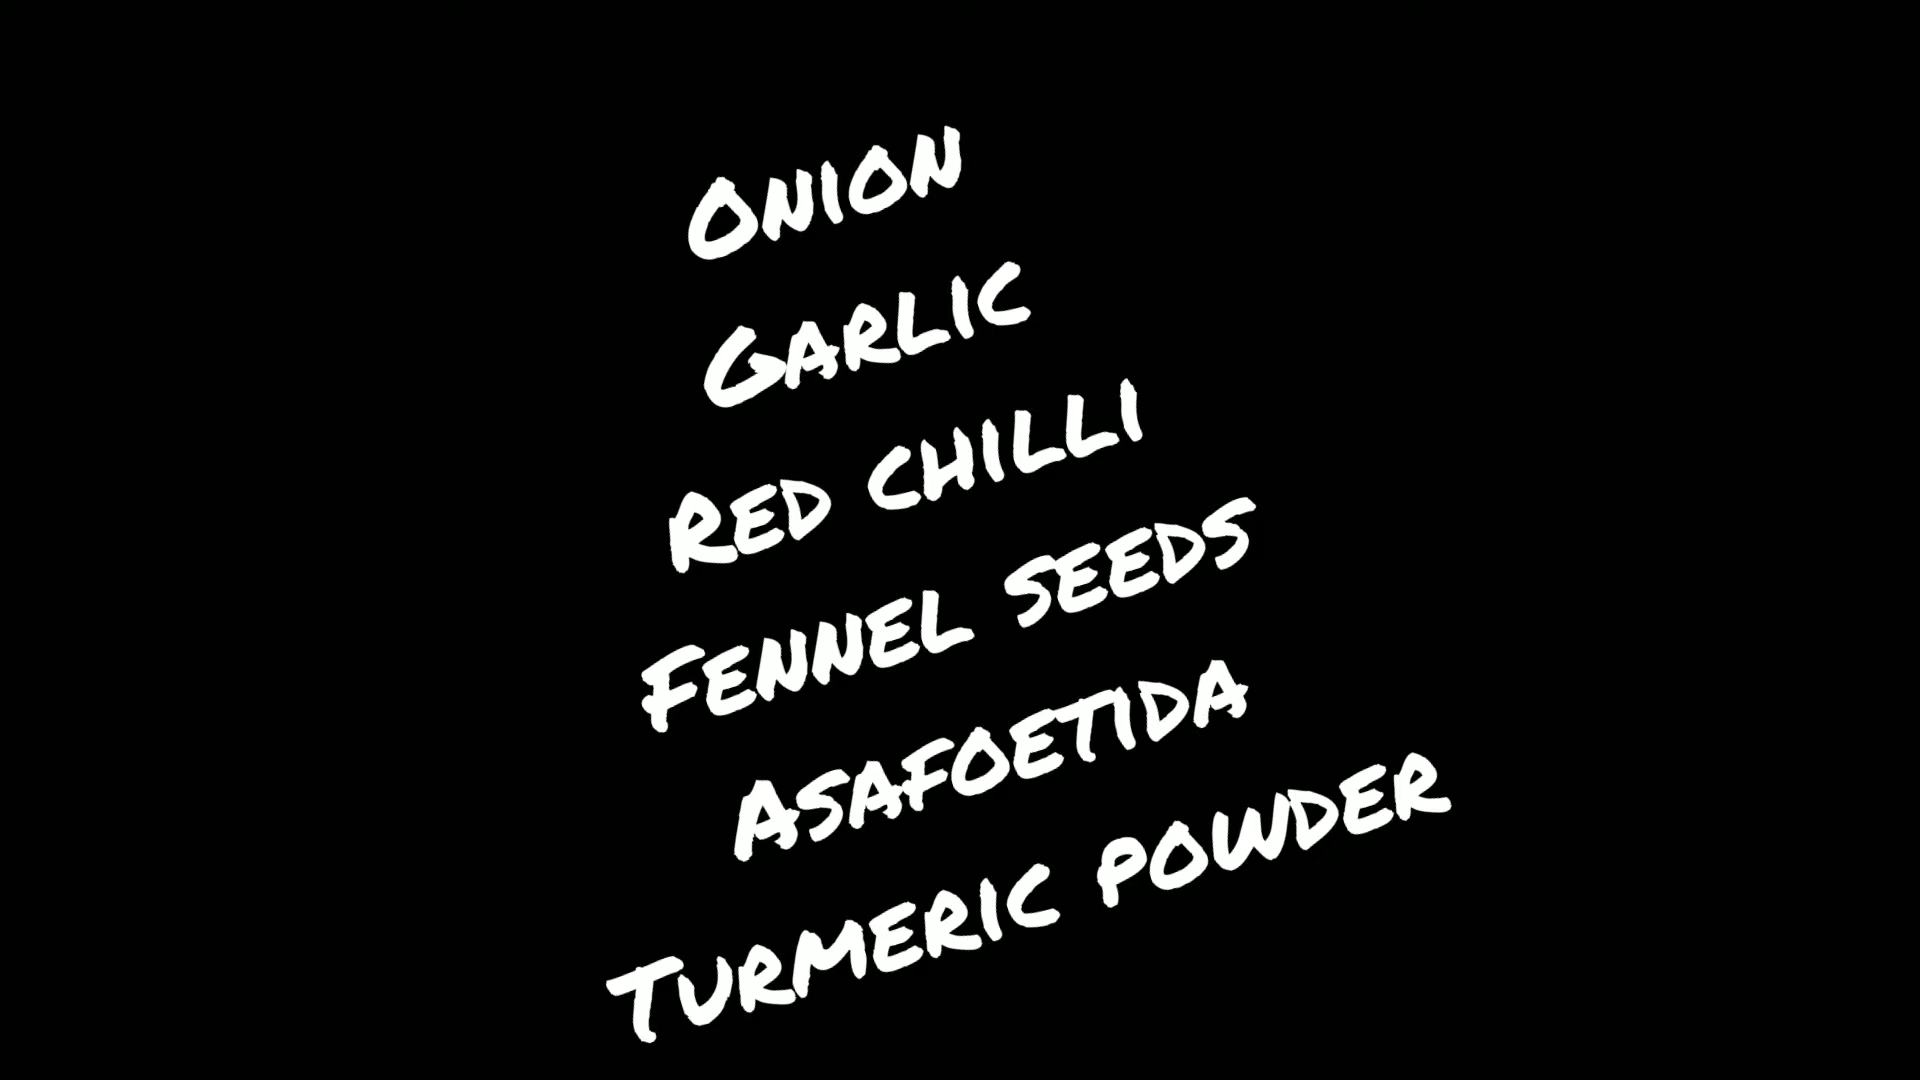 Onion
Garlic
Red chilli
Fennel seeds
Asafoetida
Turmeric powder